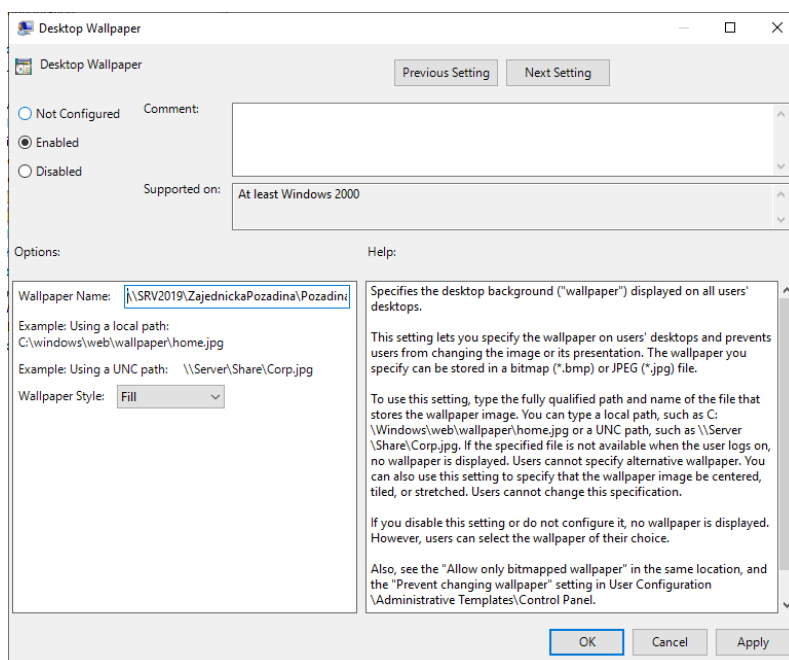 Desktop Wallpaper
Desktop Wallpaper
Previous Setting
Next Setting
Not Configured
Enabled
Disabled
Comment:
Supported on:
At least Windows 2000
Options:
Help:
Wallpaper Name: \\SRV2019\ZajednickaPozadina\Pozadina
Example: Using a local path:
C:\windows\web\wallpaper\home.jpg
Example: Using a UNC path: \\Server\Share\Corp.jpg
Wallpaper Style: Fill
Specifies the desktop background ("wallpaper") displayed on all users'
desktops.
This setting lets you specify the wallpaper on users' desktops and prevents
users from changing the image or its presentation. The wallpaper you
specify can be stored in a bitmap (*.bmp) or JPEG (*.jpg) file.
To use this setting, type the fully qualified path and name of the file that
stores the wallpaper image. You can type a local path, such as C:
\Windows\web\wallpaper\home.jpg or a UNC path, such as \\Server
\Share\Corp.jpg. If the specified file is not available when the user logs on,
no wallpaper is displayed. Users cannot specify alternative wallpaper. You
can also use this setting to specify that the wallpaper image be centered,
tiled, or stretched. Users cannot change this specification.
If you disable this setting or do not configure it, no wallpaper is displayed.
However, users can select the wallpaper of their choice.
Also, see the "Allow only bitmapped wallpaper" in the same location, and
the "Prevent changing wallpaper" setting in User Configuration
\Administrative Templates\Control Panel.
OK
Cancel
Apply